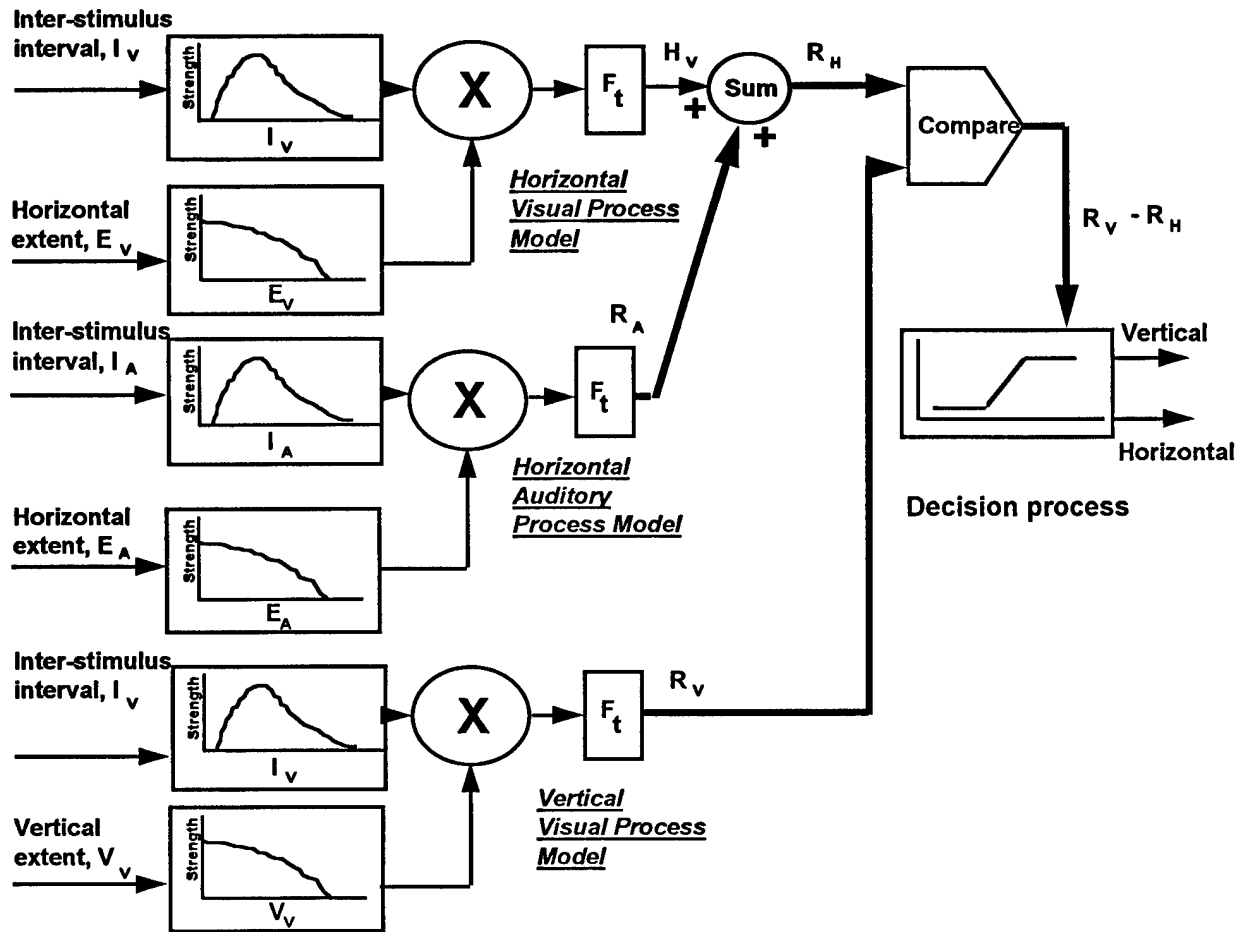 Inter-stimulus
interval, I V
Strength
I V
X
F t
H V
+
Sum
+
R H
Compare
R V - R H
Horizontal
extent, E V
Strength
E V
Horizontal
Visual Process
Model
Inter-stimulus
interval, I A
Strength
I A
X
F t
R A
Horizontal
Auditory
Process Model
Vertical
Horizontal
Decision process
Horizontal
extent, E A
Strength
E A
Inter-stimulus
interval, I V
Strength
I V
X
F t
R V
Vertical
extent, V V
Strength
V V
Vertical
Visual Process
Model